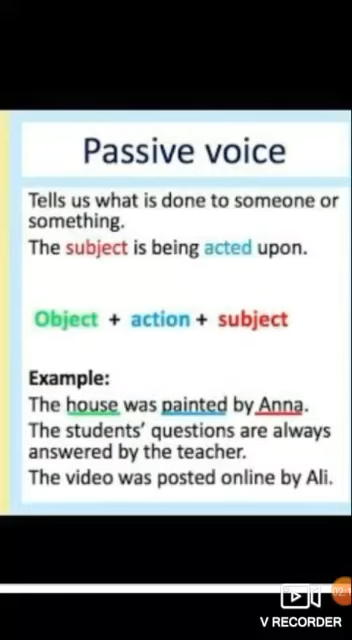 Passive voice
Tells us what is done to someone or
something.
The subject is being acted upon.
Object + action + subject
Example:
The house was painted by Anna.
The students’ questions are always
answered by the teacher.
The video was posted online by Ali.
V RECORDER